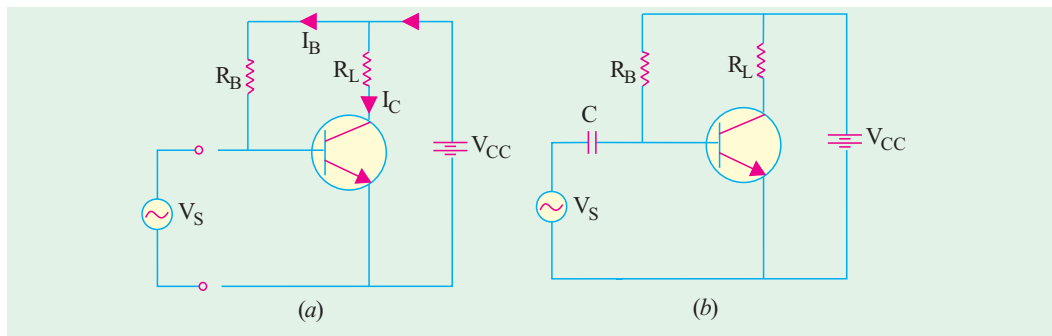 I_B
R_B
R_L
I_C
V_CC
V_S
(a)
R_B
R_L
C
V_CC
V_S
(b)